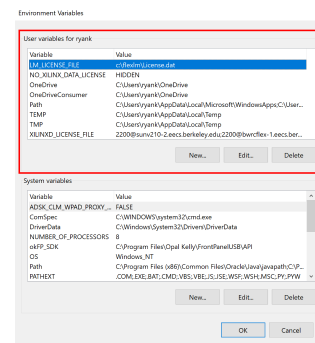 Environment Variables
User variables for ryank
Variable Value
LM_LICENSE_FILE c:\flexlm\License.dat
NO_XILINX_DATA_LICENSE HIDDEN
OneDrive C:\Users\ryank\OneDrive
OneDriveConsumer C:\Users\ryank\OneDrive
Path C:\Users\ryank\AppData\Local\Microsoft\WindowsApps;C:\User...
TEMP C:\Users\ryank\AppData\Local\Temp
TMP C:\Users\ryank\AppData\Local\Temp
XILINXD_LICENSE_FILE 2200@sunv210-2.eecs.berkeley.edu;2200@bwrcflex-1.eecs.ber...
New... Edit... Delete
System variables
Variable Value
ADSK_CLM_WPAD_PROXY_... FALSE
ComSpec C:\WINDOWS\system32\cmd.exe
DriverData C:\Windows\System32\Drivers\DriverData
NUMBER_OF_PROCESSORS 8
okFP_SDK C:\Program Files\Opal Kelly\FrontPanelUSB\API
OS Windows_NT
Path C:\Program Files (x86)\Common Files\Oracle\Java\javapath;C:\P...
PATHEXT .COM;.EXE;.BAT;.CMD;.VBS;.VBE;.JS;.JSE;.WSF;.WSH;.MSC;.PY;.PYW
New... Edit... Delete
OK Cancel